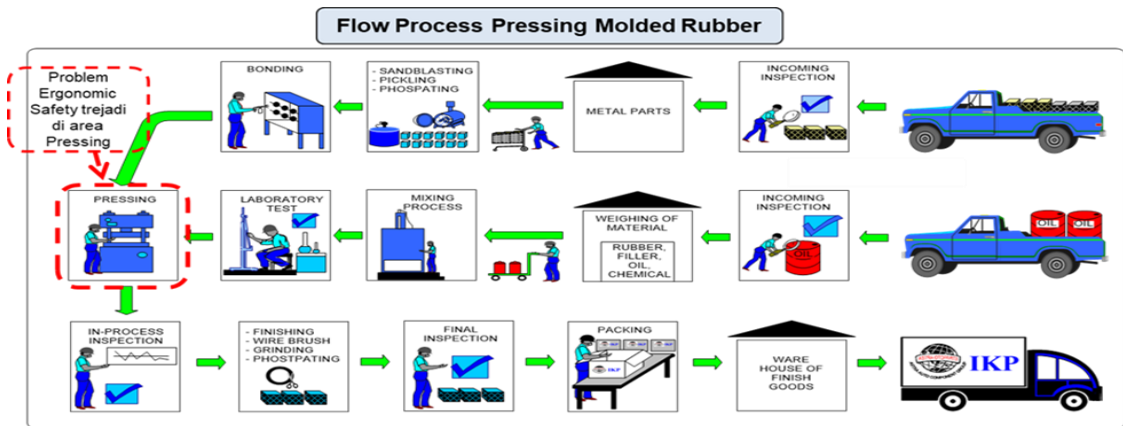 Flow Process Pressing Molded Rubber
Problem
Ergonomic
Safety trejadi
di area
Pressing
BONDING
- SANDBLASTING
- PICKLING
- PHOSPATING
METAL PARTS
INCOMING
INSPECTION
PRESSING
LABORATORY
TEST
MIXING
PROCESS
WEIGHING OF
MATERIAL
RUBBER,
FILLER,
OIL,
CHEMICAL
INCOMING
INSPECTION
OIL
OIL OIL
IN-PROCESS
INSPECTION
- FINISHING
- WIRE BRUSH
- GRINDING
- PHOSTPATING
FINAL
INSPECTION
PACKING
IKP
WARE
HOUSE OF
FINISH
GOODS
IKP